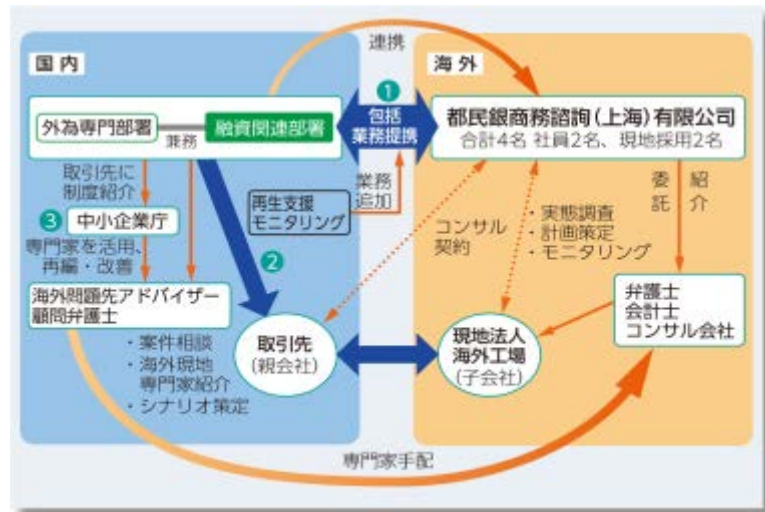 連携
国内
海外
❶
包括
業務提携
外為専門部署
兼務
融資関連部署
都民銀商務諮詢(上海)有限公司
合計4名 社員2名、現地採用2名
取引先に
制度紹介
❸
中小企業庁
専門家を活用、
再編・改善
再生支援
モニタリング
業務
追加
❷
コンサル
契約
・実態調査
・計画策定
・モニタリング
委託
紹介
海外問題先アドバイザー
顧問弁護士
・案件相談
・海外現地
専門家紹介
・シナリオ策定
取引先
(親会社)
現地法人
海外工場
(子会社)
弁護士
会計士
コンサル会社
専門家手配